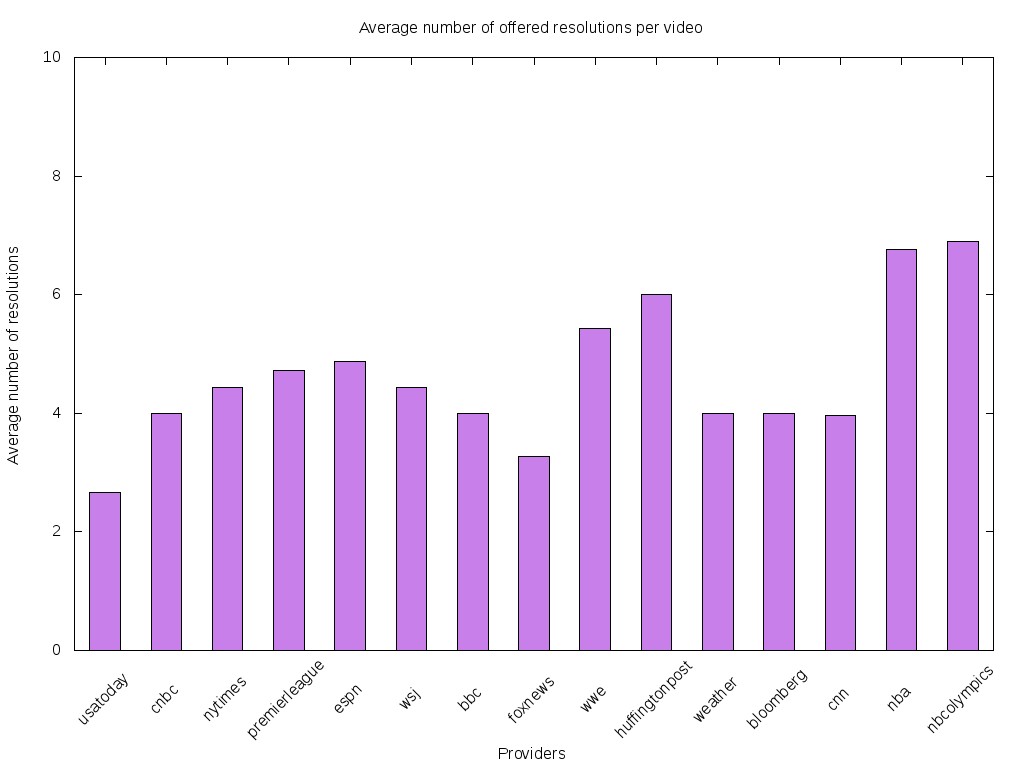 Average number of offered resolutions per video
10
8
6
4
2
0
Average number of resolutions
usatoday
cnbc
nytimes
premierleague
espn
wsj
bbc
foxnews
wwe
huffingtonpost
weather
bloomberg
cnn
nba
nbcolympics
Providers